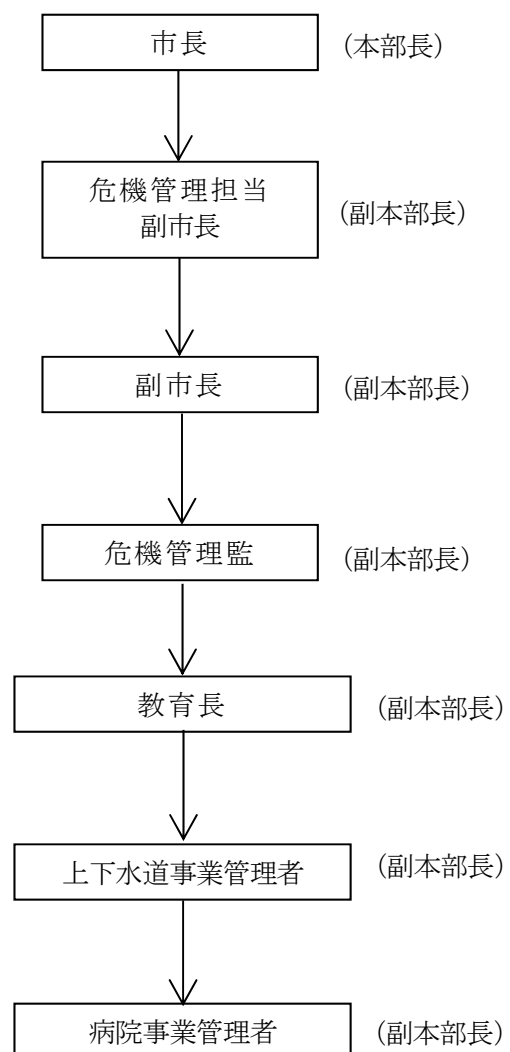 市長 (本部長)
危機管理担当
副市長
(副本部長)
副市長 (副本部長)
危機管理監 (副本部長)
教育長 (副本部長)
上下水道事業管理者 (副本部長)
病院事業管理者 (副本部長)